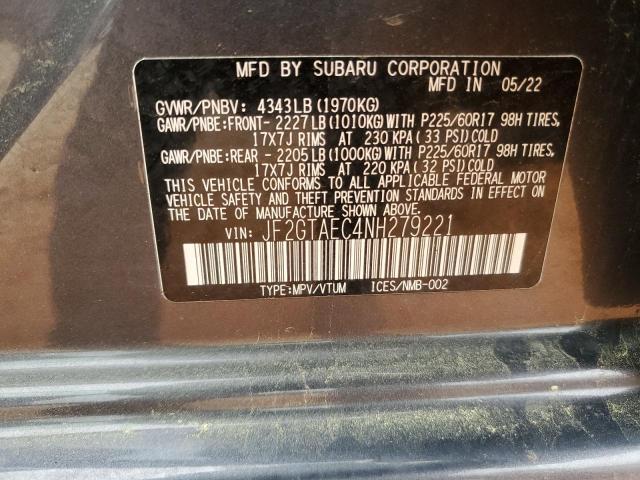 MFD BY SUBARU CORPORATION
MFD IN 05/22
GVWR/PNBV: 4343LB (1970KG)
GAWR/PNBE:FRONT- 2227LB (1010KG)WITH P225/60R17 98H TIRES,
17X7J RIMS AT 230 KPA (33 PSI)COLD
GAWR/PNBE:REAR - 2205LB (1000KG)WITH P225/60R17 98H TIRES,
17X7J RIMS AT 220 KPA (32 PSI)COLD
THIS VEHICLE CONFORMS TO ALL APPLICABLE FEDERAL MOTOR
VEHICLE SAFETY AND THEFT PREVENTION STANDARDS IN EFFECT ON
THE DATE OF MANUFACTURE SHOWN ABOVE.
VIN: JF2GTAEC4NH279221
TYPE:MPV/VTUM ICES/NMB-002